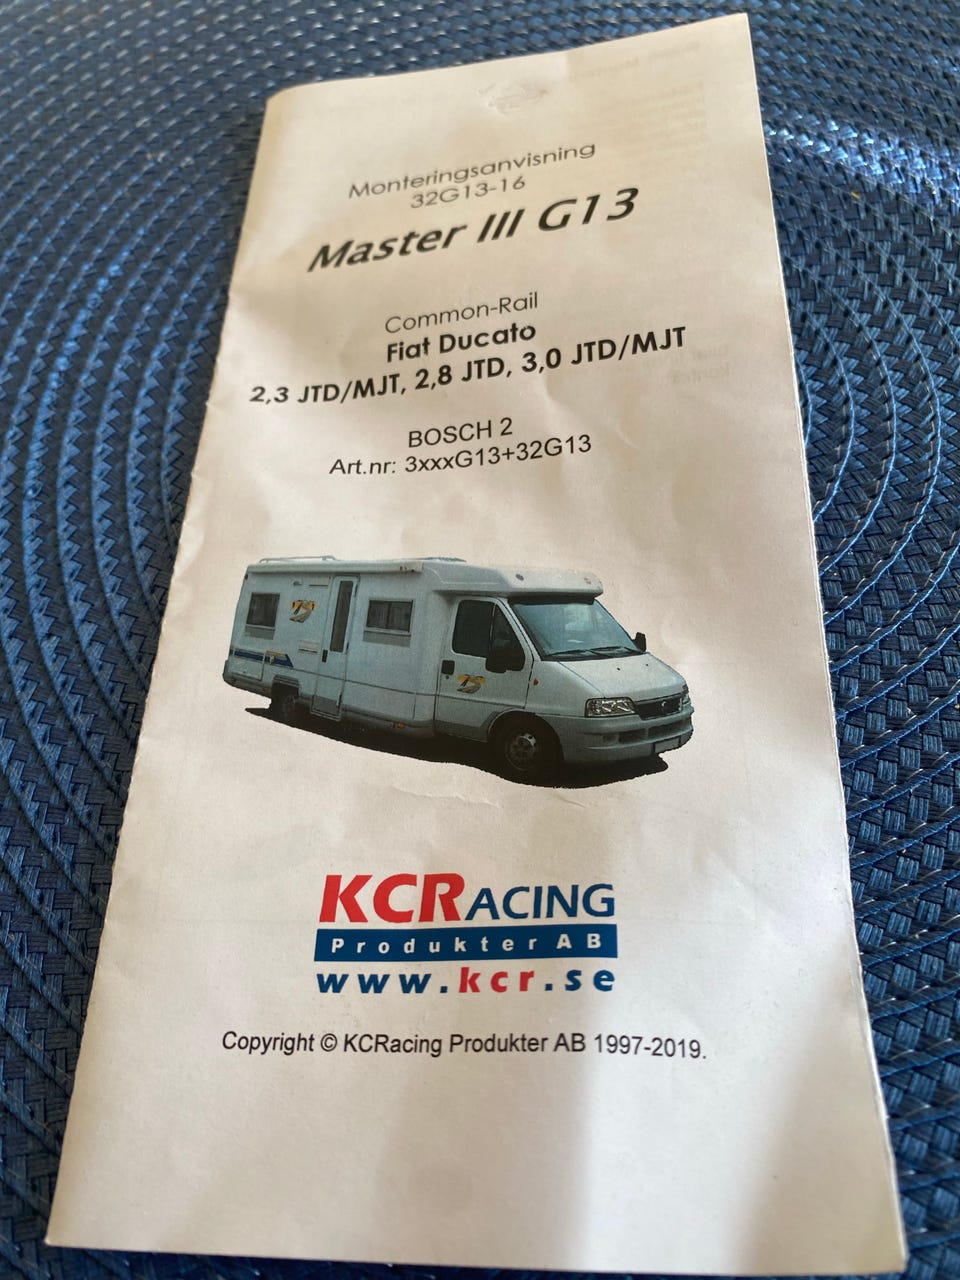 Monteringsanvisning
32G13-16
Master III G13
Common-Rail
Fiat Ducato
2,3 JTD/MJT, 2,8 JTD, 3,0 JTD/MJT
BOSCH 2
Art.nr: 3xxxG13+32G13
KCRACING
Produkter AB
www.kcr.se
Copyright © KCRacing Produkter AB 1997-2019.